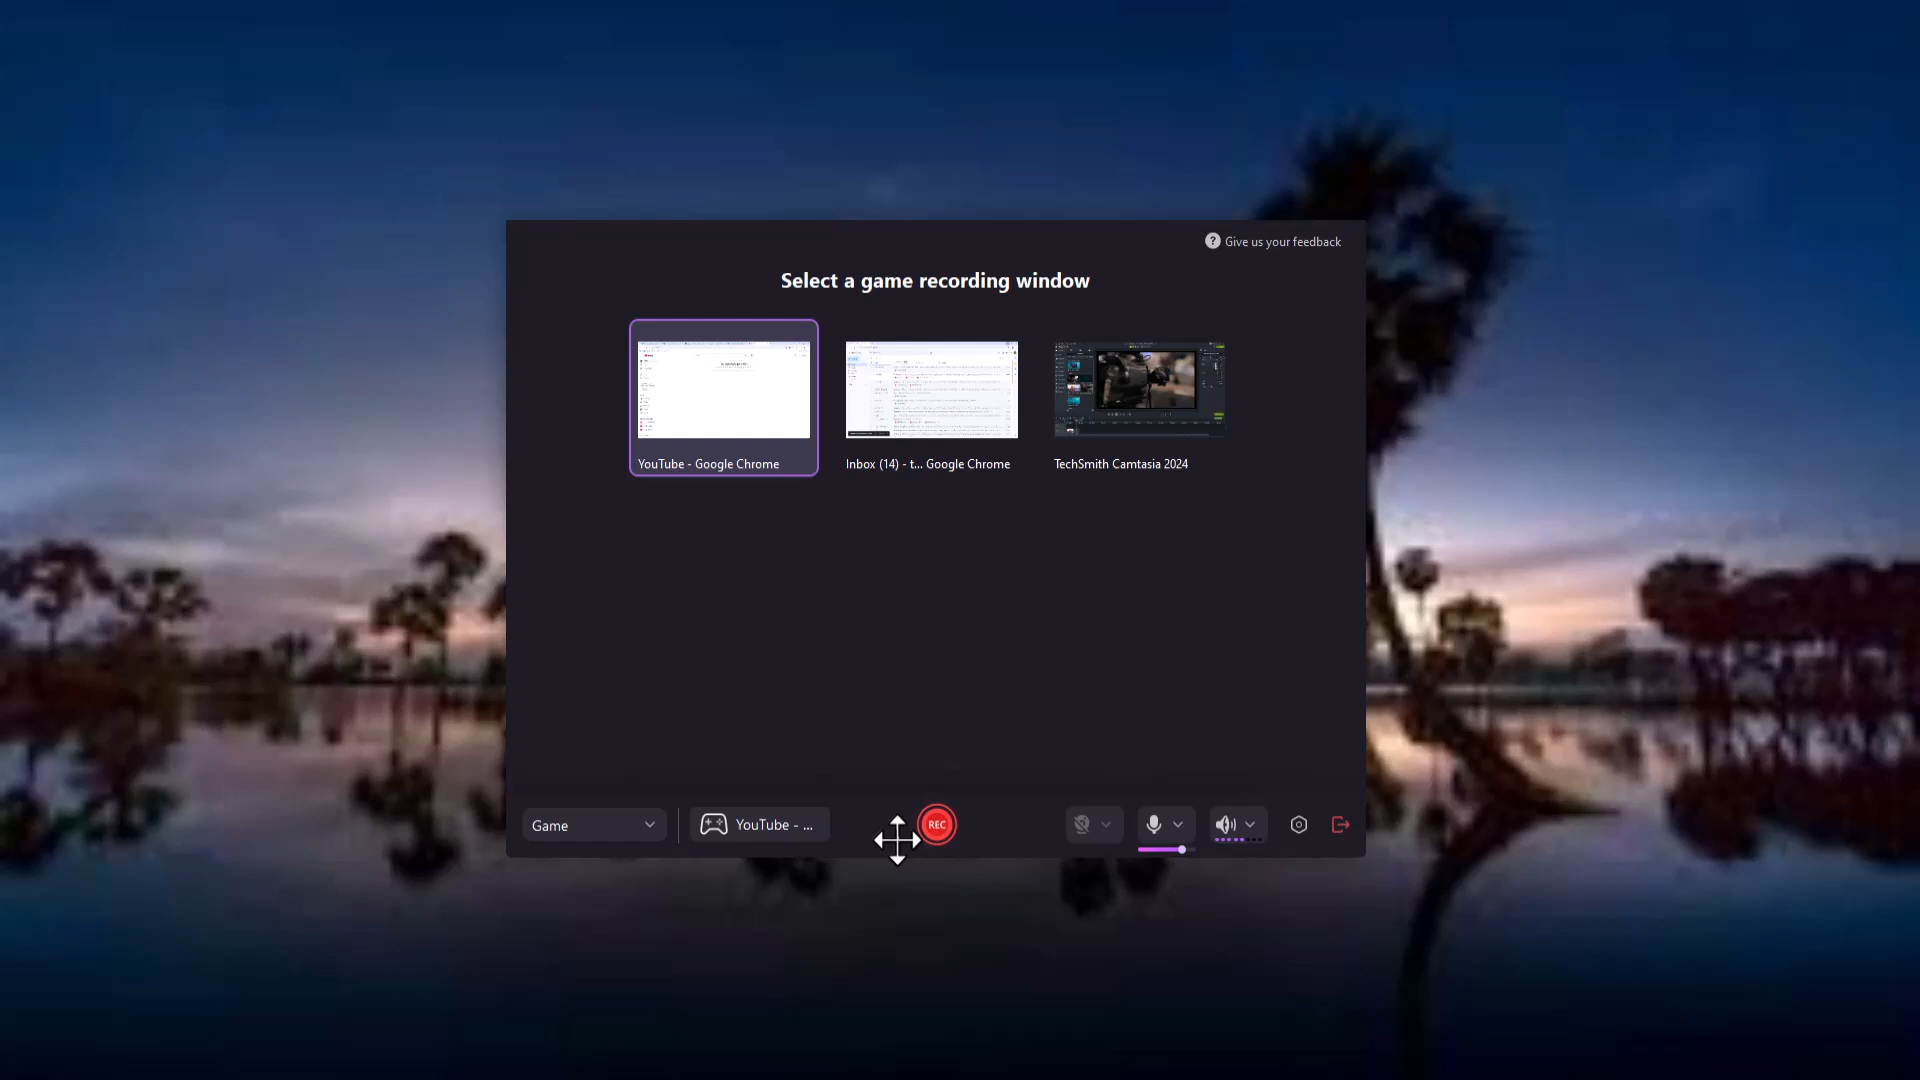 Give us your feedback
Select a game recording window
YouTube - Google Chrome
Inbox (14) - t... Google Chrome
TechSmith Camtasia 2024
Game
YouTube - ...
REC